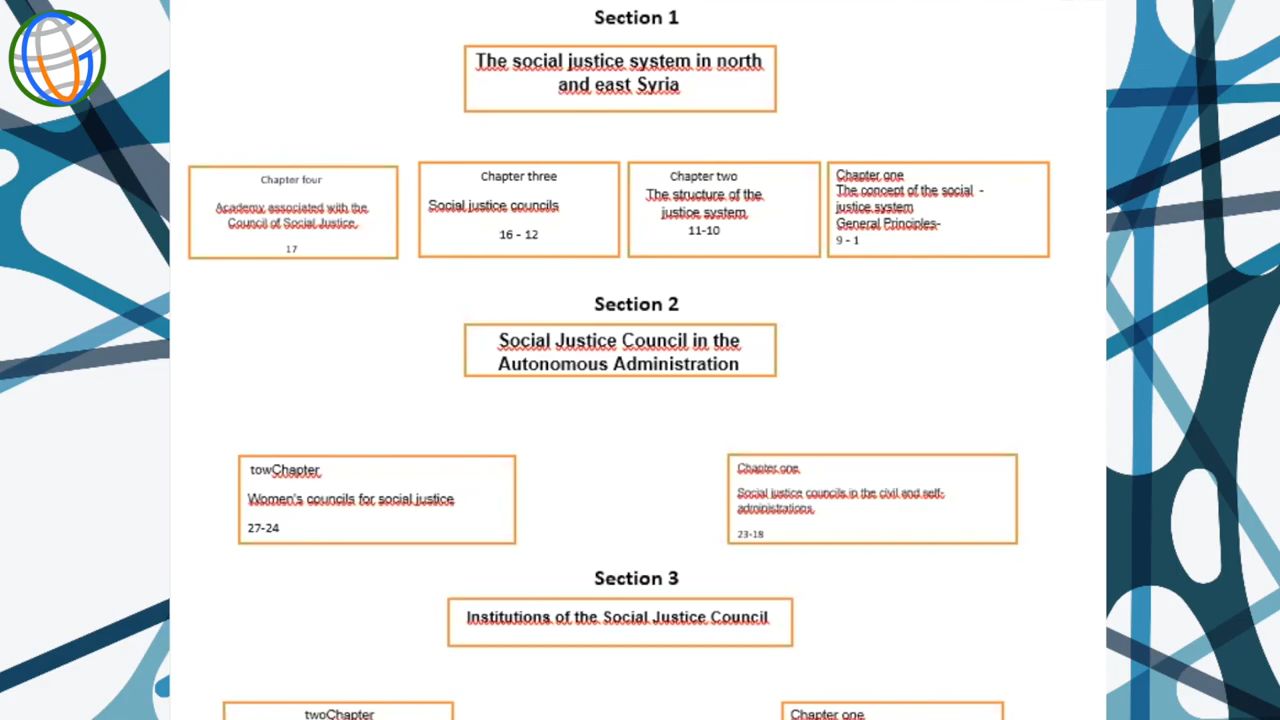 Section 1
The social justice system in north
and east Syria
Chapter four
Academy associated with the
Council of Social Justice
17
Chapter three
Social justice councils
16 - 12
Chapter two
The structure of the
justice system
11-10
Chapter one
The concept of the social -
justice system
General Principles-
9 - 1
Section 2
Social Justice Council in the
Autonomous Administration
towChapter
Women's councils for social justice
27-24
Chapter one
Social justice councils in the civil and self-
administrations
23-18
Section 3
Institutions of the Social Justice Council
twoChapter
Chapter one